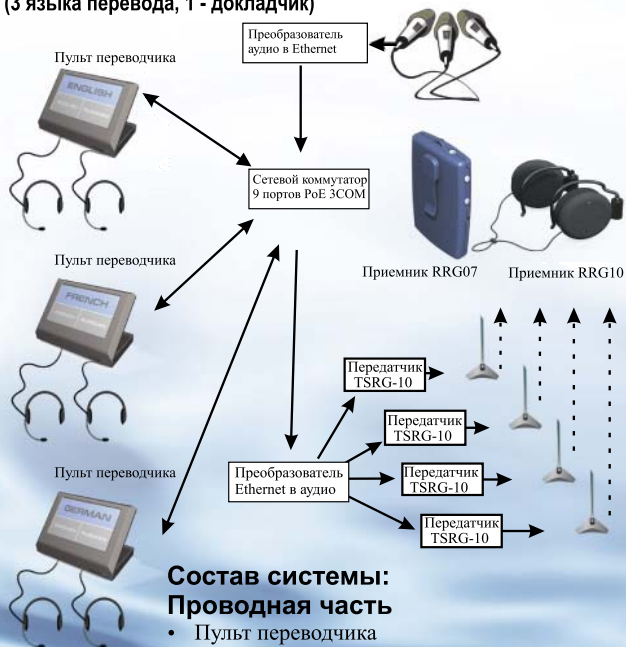 (3 языка перевода, 1 - докладчик)
Преобразователь
аудио в Ethernet
Пульт переводчика
ENGLISH
Сетевой коммутатор
9 портов PoE 3COM
Приемник RRG07
Приемник RRG10
Пульт переводчика
FRENCH
Передатчик
TSRG-10
Передатчик
TSRG-10
Передатчик
TSRG-10
Передатчик
TSRG-10
Преобразователь
Ethernet в аудио
Пульт переводчика
GERMAN
Состав системы:
Проводная часть
• Пульт переводчика